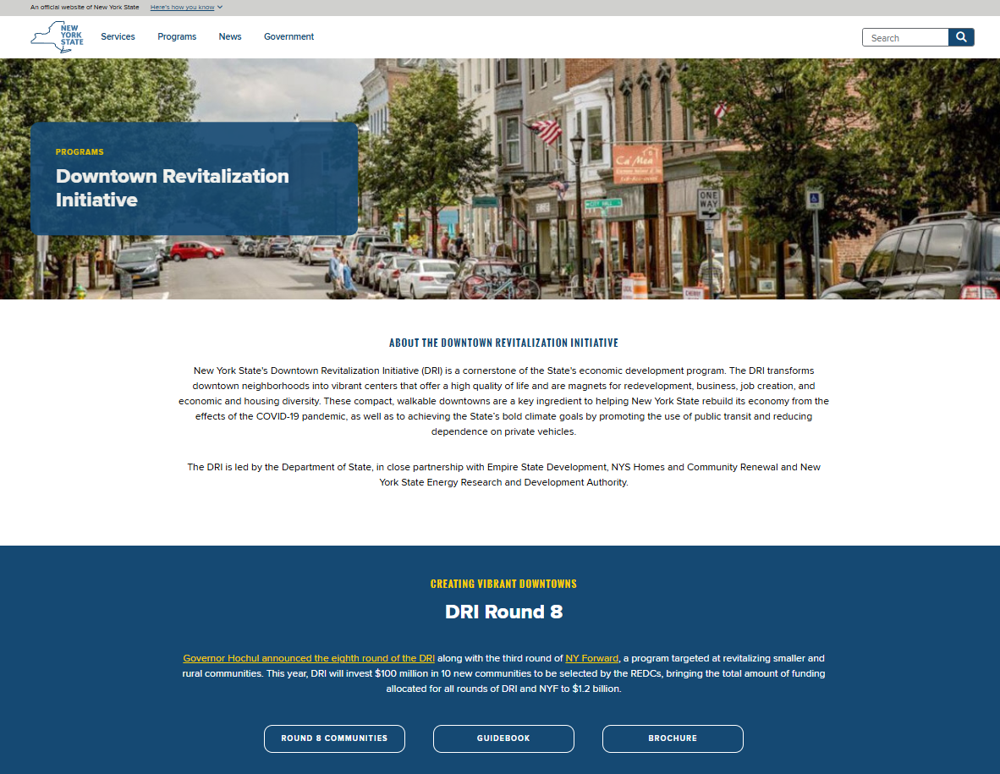 An official website of New York State Here's how you know
NEW
YORK
STATE
Services Programs News Government
Search
PROGRAMS
Downtown Revitalization
Initiative
Ca' Mea
CITY HALL
ONE
WAY
ABOUT THE DOWNTOWN REVITALIZATION INITIATIVE
New York State's Downtown Revitalization Initiative (DRI) is a cornerstone of the State's economic development program. The DRI transforms
downtown neighborhoods into vibrant centers that offer a high quality of life and are magnets for redevelopment, business, job creation, and
economic and housing diversity. These compact, walkable downtowns are a key ingredient to helping New York State rebuild its economy from the
effects of the COVID-19 pandemic, as well as to achieving the State's bold climate goals by promoting the use of public transit and reducing
dependence on private vehicles.
The DRI is led by the Department of State, in close partnership with Empire State Development, NYS Homes and Community Renewal and New
York State Energy Research and Development Authority.
CREATING VIBRANT DOWNTOWNS
DRI Round 8
Governor Hochul announced the eighth round of the DRI along with the third round of NY Forward, a program targeted at revitalizing smaller and
rural communities. This year, DRI will invest $100 million in 10 new communities to be selected by the REDCs, bringing the total amount of funding
allocated for all rounds of DRI and NYF to $1.2 billion.
ROUND 8 COMMUNITIES GUIDEBOOK BROCHURE